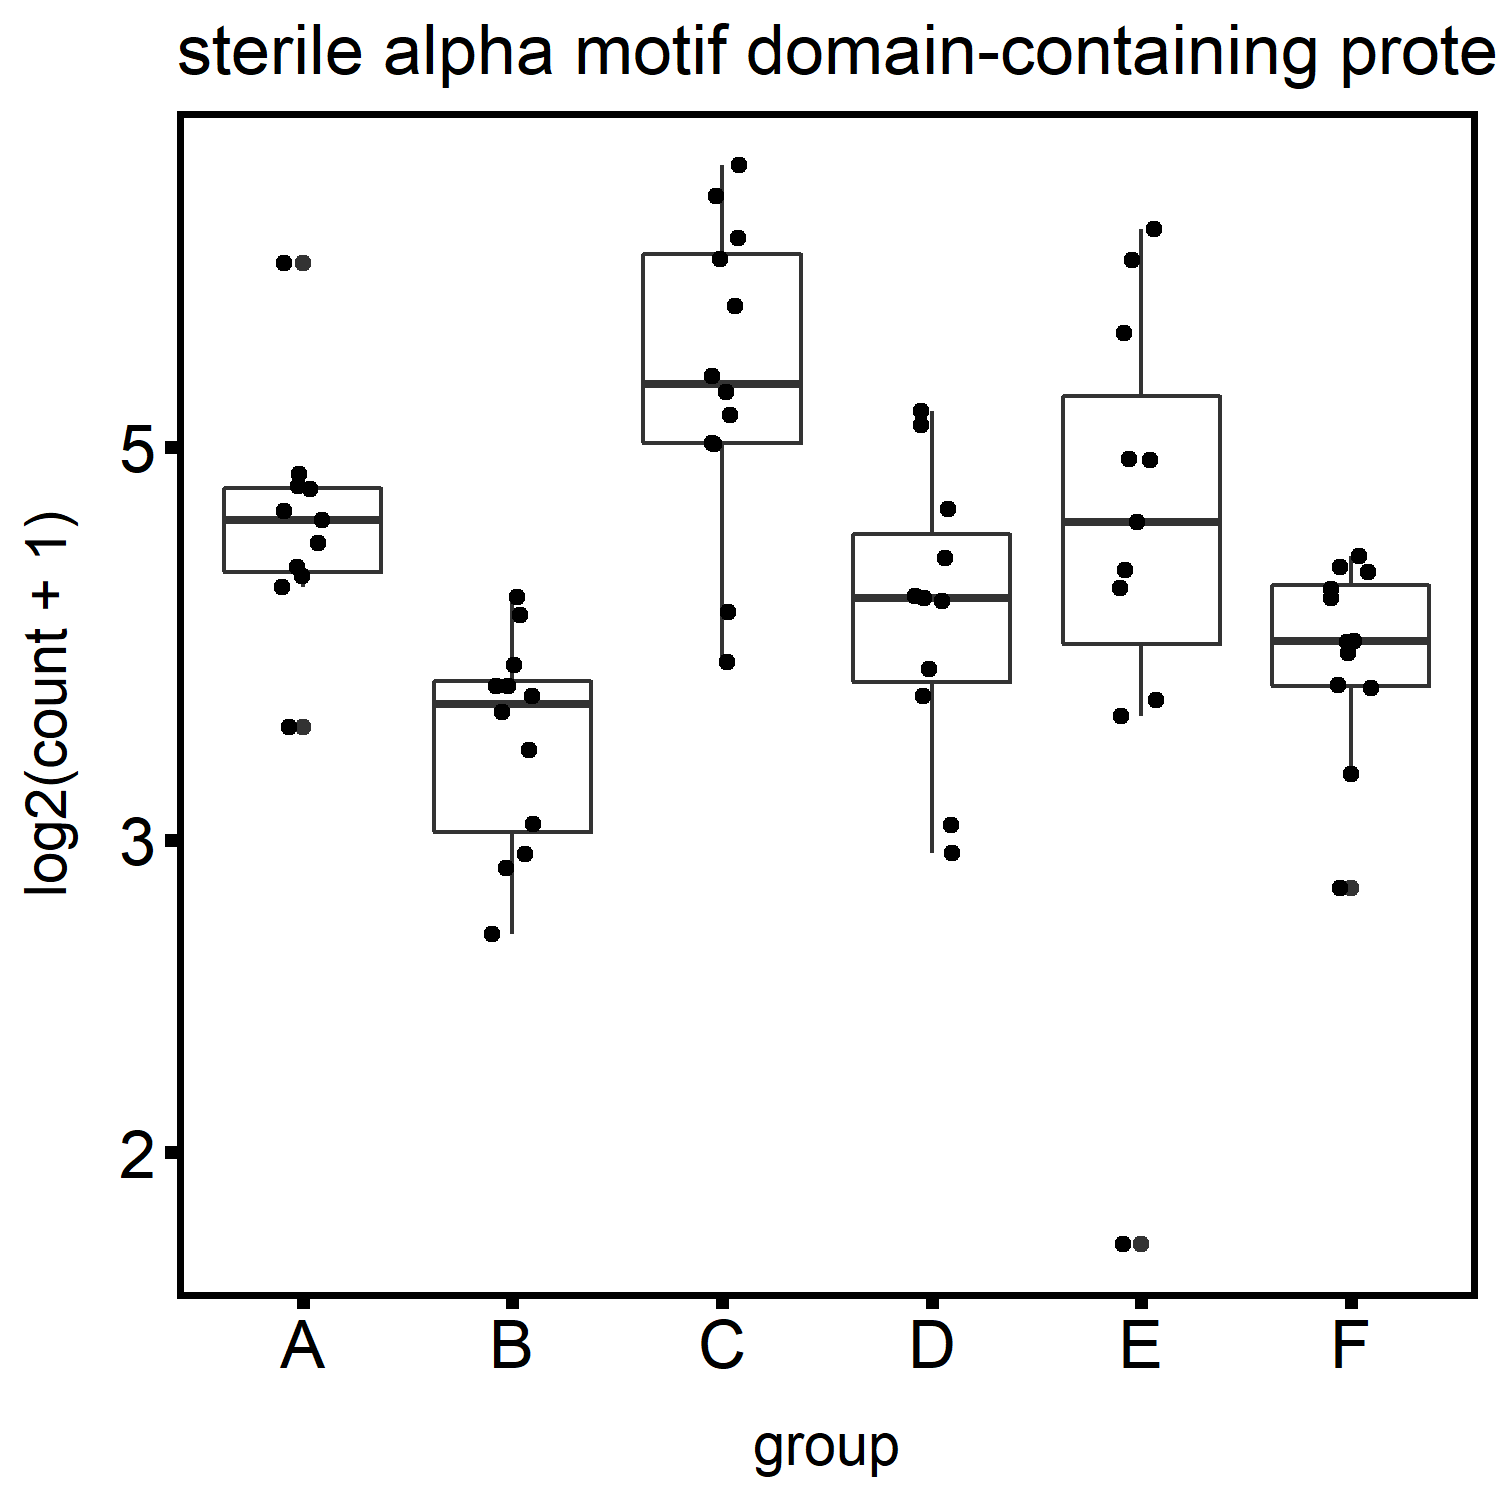 sterile alpha motif domain-containing prote
log2(count + 1)
5
3
2
A B C D E F
group